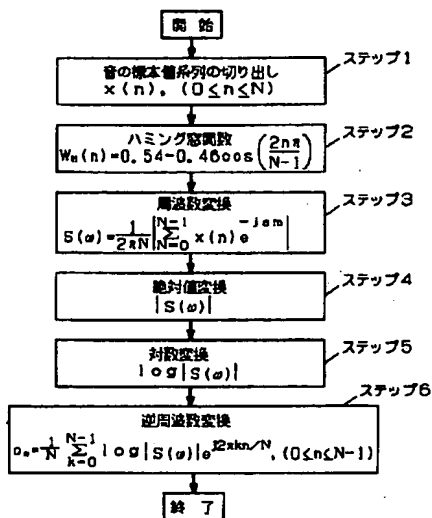 開 始
音の標本値系列の切り出し
x(n), (0≤n≤N)
ステップ1
ハミング窓関数
W_H(n)=0.54-0.46cos(2nπ/N-1)
ステップ2
周波数変換
S(ω)=1/2πN|∑_{N=0}^{N-1} x(n)e^{-jωn}|
ステップ3
絶対値変換
|S(ω)|
ステップ4
対数変換
log|S(ω)|
ステップ5
逆周波数変換
c_n=1/N ∑_{k=0}^{N-1} log|S(ω)|e^{j2πkn/N}, (0≤n≤N-1)
ステップ6
終 了